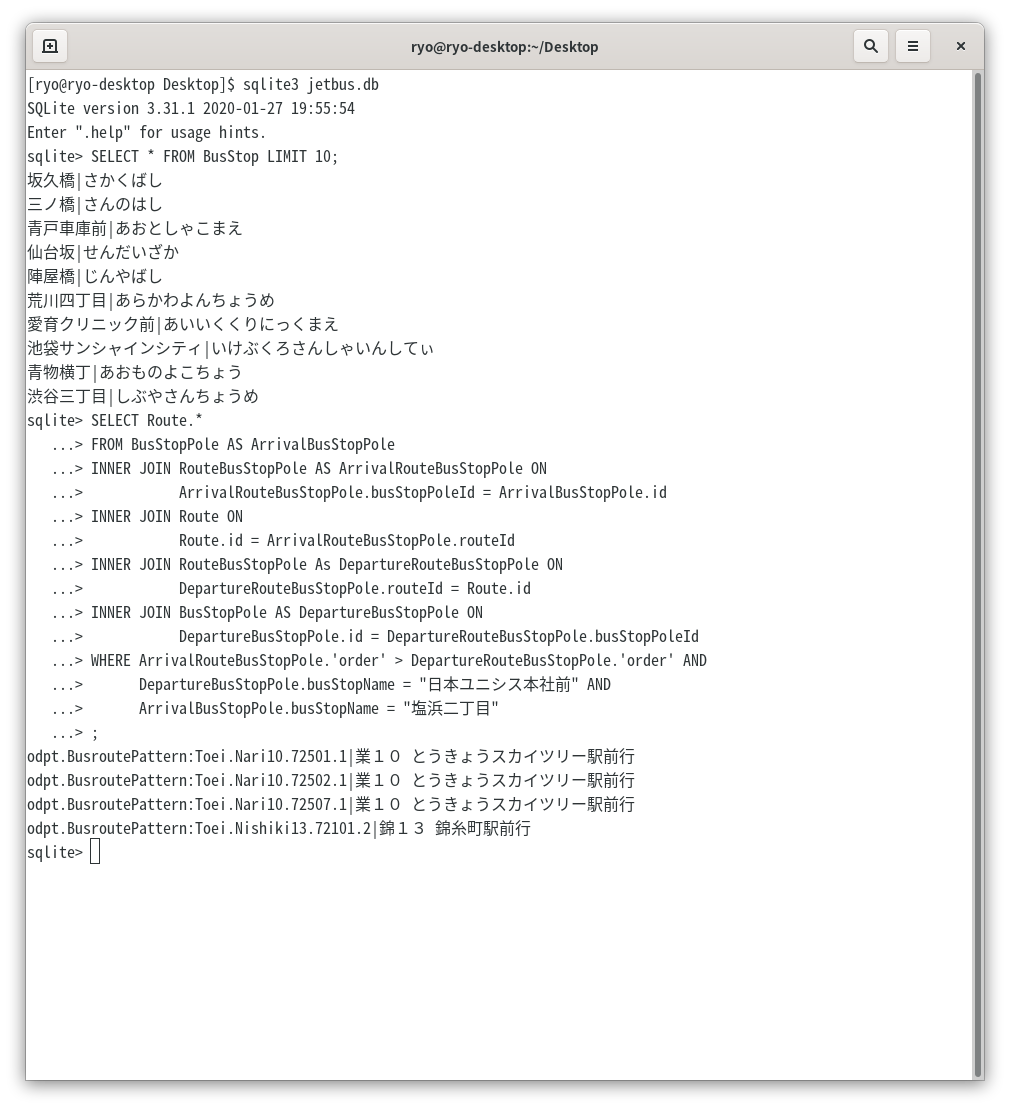 ryo@ryo-desktop:~/Desktop
[ryo@ryo-desktop Desktop]$ sqlite3 jetbus.db
SQLite version 3.31.1 2020-01-27 19:55:54
Enter ".help" for usage hints.
sqlite> SELECT * FROM BusStop LIMIT 10;
坂久橋|さかくばし
三ノ橋|さんのはし
青戸車庫前|あおとしゃこまえ
仙台坂|せんだいざか
陣屋橋|じんやばし
荒川四丁目|あらかわよんちょうめ
愛育クリニック前|あいいくくりにっくまえ
池袋サンシャインシティ|いけぶくろさんしゃいんしてぃ
青物横丁|あおものよこちょう
渋谷三丁目|しぶやさんちょうめ
sqlite> SELECT Route.*
   ...> FROM BusStopPole AS ArrivalBusStopPole
   ...> INNER JOIN RouteBusStopPole AS ArrivalRouteBusStopPole ON
   ...>            ArrivalRouteBusStopPole.busStopPoleId = ArrivalBusStopPole.id
   ...> INNER JOIN Route ON
   ...>            Route.id = ArrivalRouteBusStopPole.routeId
   ...> INNER JOIN RouteBusStopPole As DepartureRouteBusStopPole ON
   ...>            DepartureRouteBusStopPole.routeId = Route.id
   ...> INNER JOIN BusStopPole AS DepartureBusStopPole ON
   ...>            DepartureBusStopPole.id = DepartureRouteBusStopPole.busStopPoleId
   ...> WHERE ArrivalRouteBusStopPole.'order' > DepartureRouteBusStopPole.'order' AND
   ...>       DepartureBusStopPole.busStopName = "日本ユニシス本社前" AND
   ...>       ArrivalBusStopPole.busStopName = "塩浜二丁目"
   ...> ;
odpt.BusroutePattern:Toei.Nari10.72501.1|業１０ とうきょうスカイツリー駅前行
odpt.BusroutePattern:Toei.Nari10.72502.1|業１０ とうきょうスカイツリー駅前行
odpt.BusroutePattern:Toei.Nari10.72507.1|業１０ とうきょうスカイツリー駅前行
odpt.BusroutePattern:Toei.Nishiki13.72101.2|錦１３ 錦糸町駅前行
sqlite>